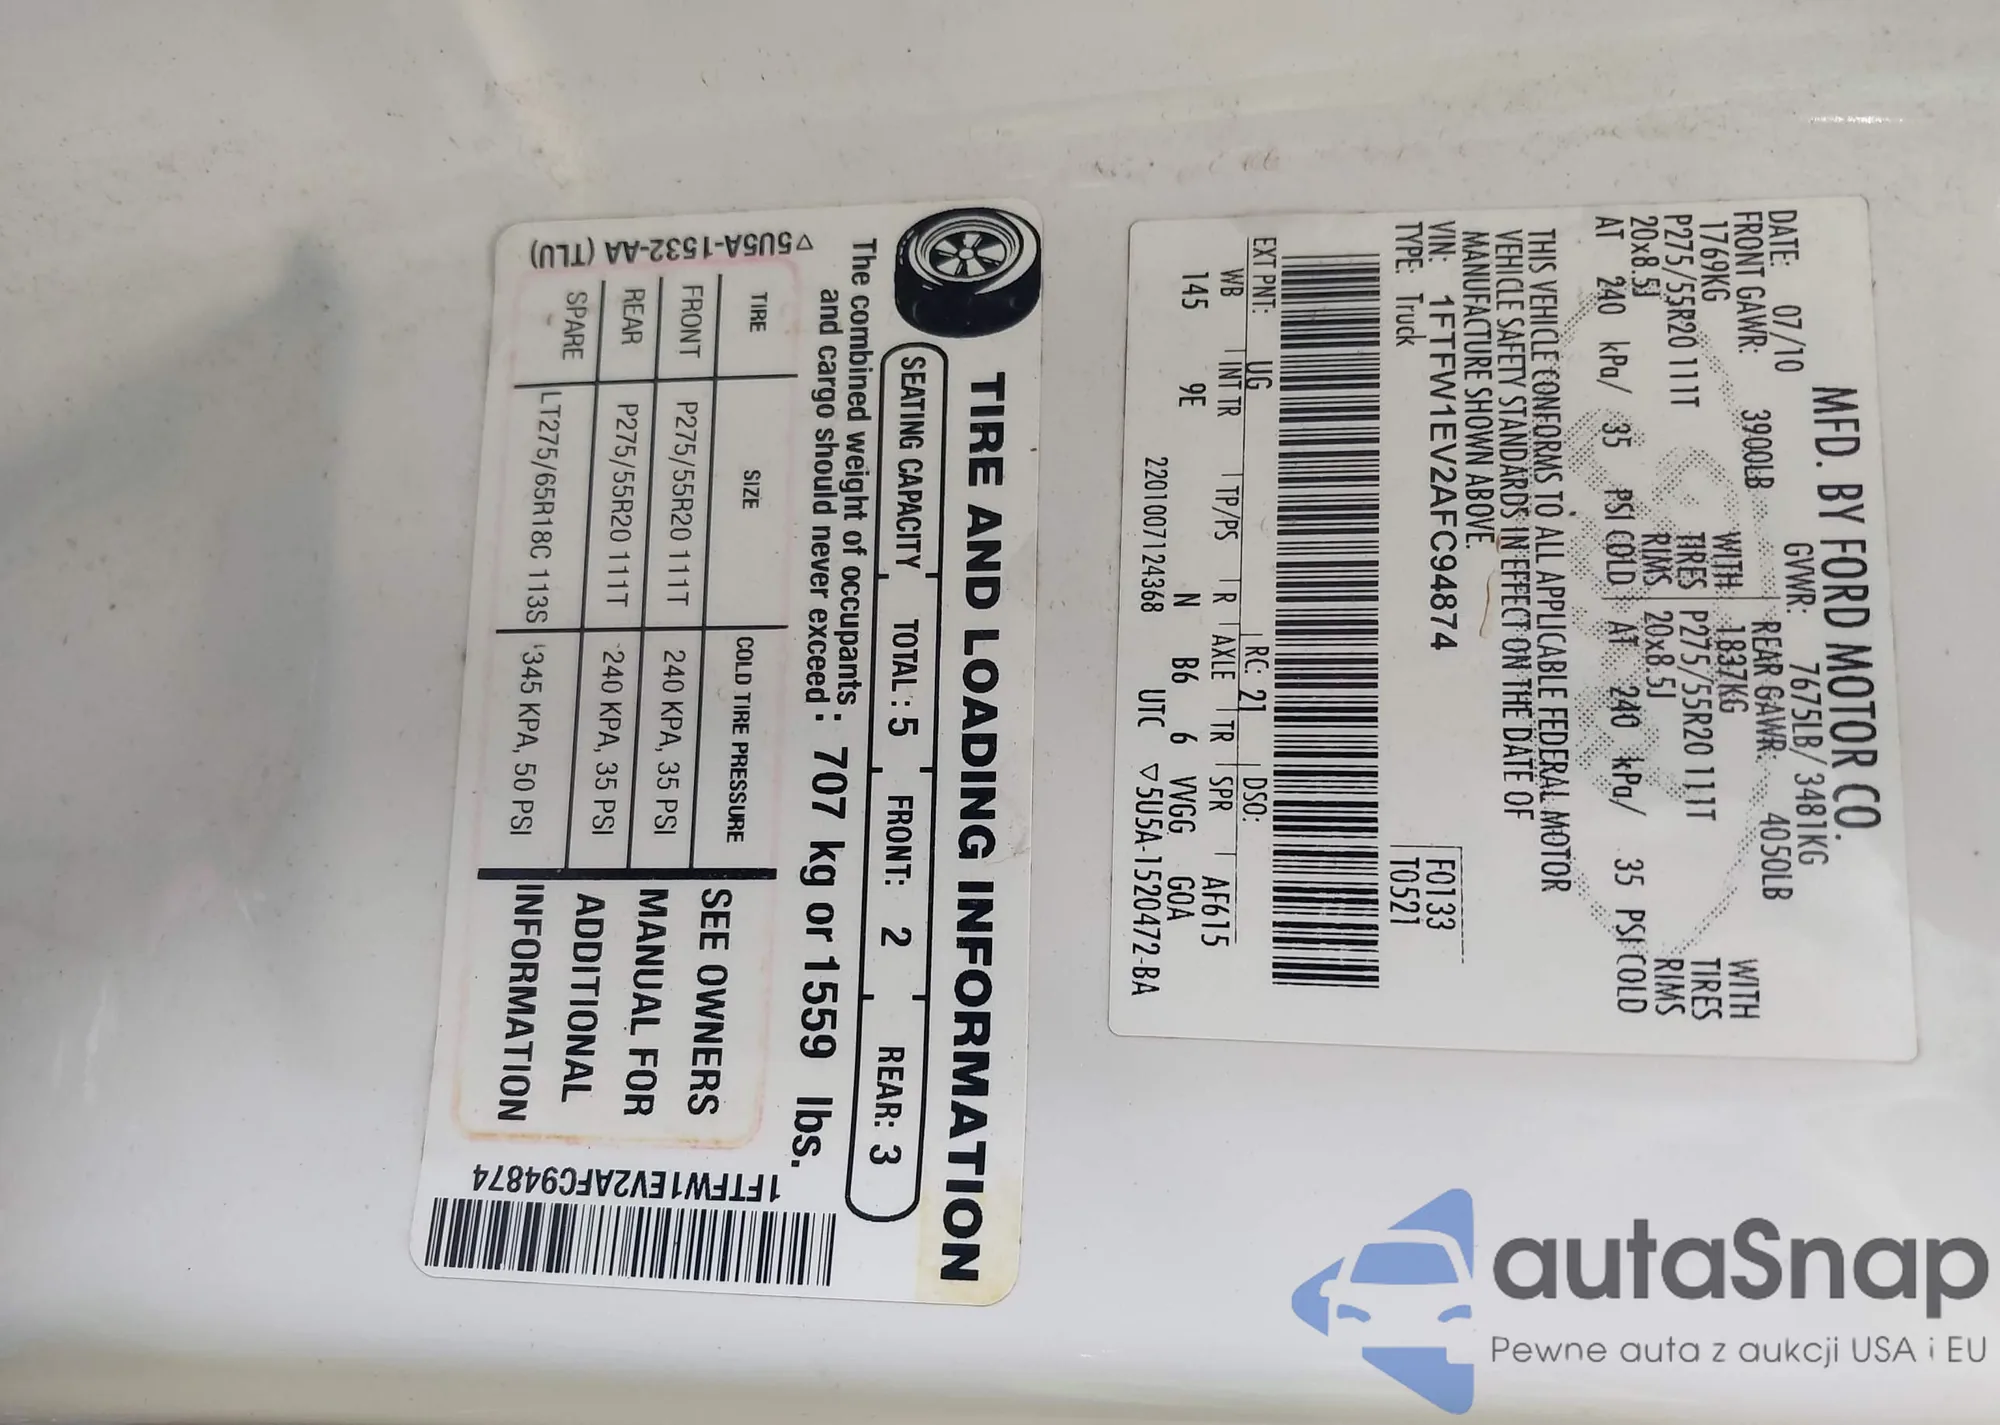 MFD. BY FORD MOTOR CO.
DATE: 07/10 GVWR: 7675LB/ 3481KG
FRONT GAWR: 3900LB REAR GAWR: 4050LB
1769KG WITH 1837KG WITH
P275/55R20 111T TIRES P275/55R20 111T TIRES
20x8.5J RIMS 20x8.5J RIMS
AT 240 kPa/ 35 PSI COLD AT 240 kPa/ 35 PSI COLD
THIS VEHICLE CONFORMS TO ALL APPLICABLE FEDERAL MOTOR
VEHICLE SAFETY STANDARDS IN EFFECT ON THE DATE OF
MANUFACTURE SHOWN ABOVE.
VIN: 1FTFW1EV2AFC94874 F0133
TYPE: Truck T0521
EXT PNT: UG RC: 21 DSO:
WB INT TR TP/PS R AXLE TR SPR AF615
145 9E N B6 6 VVGG GOA
220100724368 UTC ▽5U5A-1520472-BA
TIRE AND LOADING INFORMATION
SEATING CAPACITY TOTAL: 5 FRONT: 2 REAR: 3
The combined weight of occupants
and cargo should never exceed: 707 kg or 1559 lbs.
TIRE SIZE COLD TIRE PRESSURE
FRONT P275/55R20 111T 240 KPA, 35 PSI
REAR P275/55R20 111T 240 KPA, 35 PSI
SPARE LT275/65R18C 113S 345 KPA, 50 PSI
SEE OWNERS
MANUAL FOR
ADDITIONAL
INFORMATION
▽5U5A-1532-AA (TLU)
1FTFW1EV2AFC94874
autaSnap
Pewne auta z aukcji USA i EU